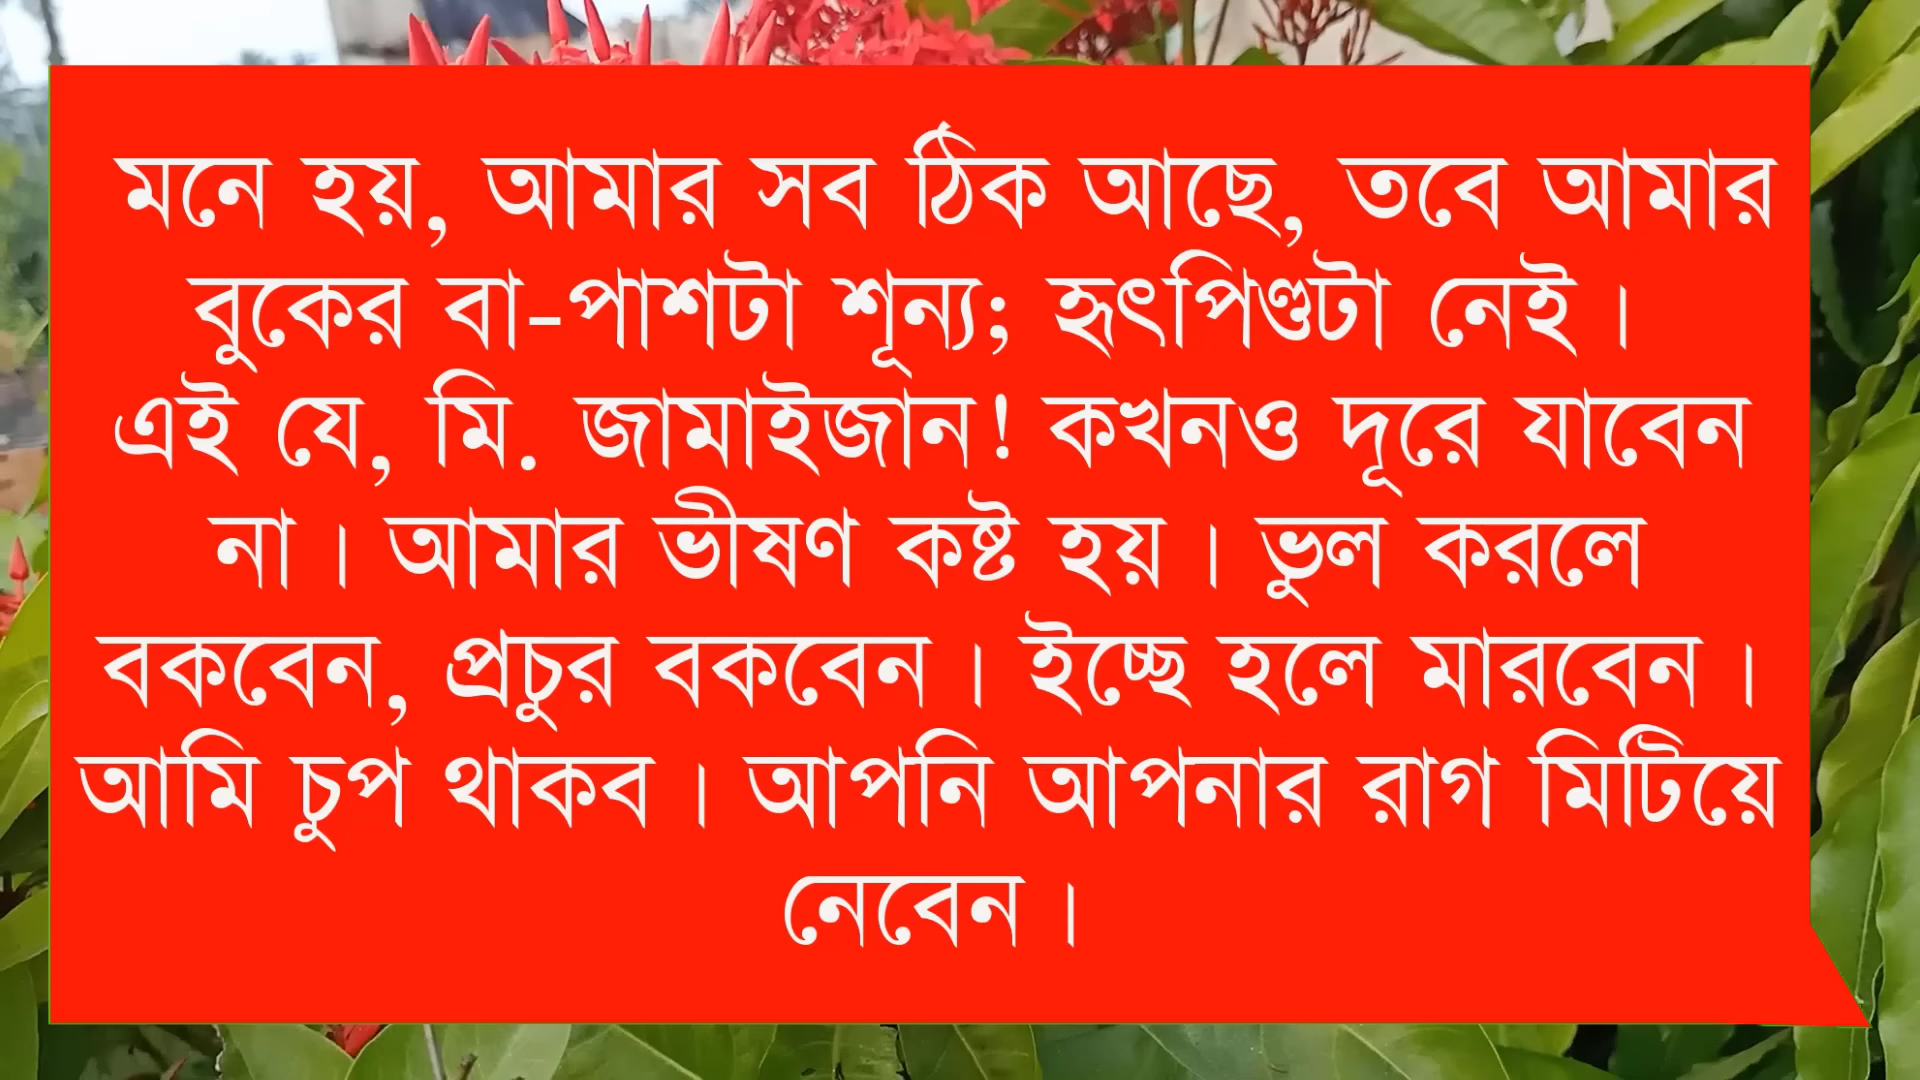 মনে হয়, আমার সব ঠিক আছে, তবে আমার
বুকের বা-পাশটা শূন্য; হৃৎপিণ্ডটা নেই।
এই যে, মি. জামাইজান! কখনও দূরে যাবেন
না। আমার ভীষণ কষ্ট হয়। ভুল করলে
বকবেন, প্রচুর বকবেন। ইচ্ছে হলে মারবেন।
আমি চুপ থাকব। আপনি আপনার রাগ মিটিয়ে
নেবেন।